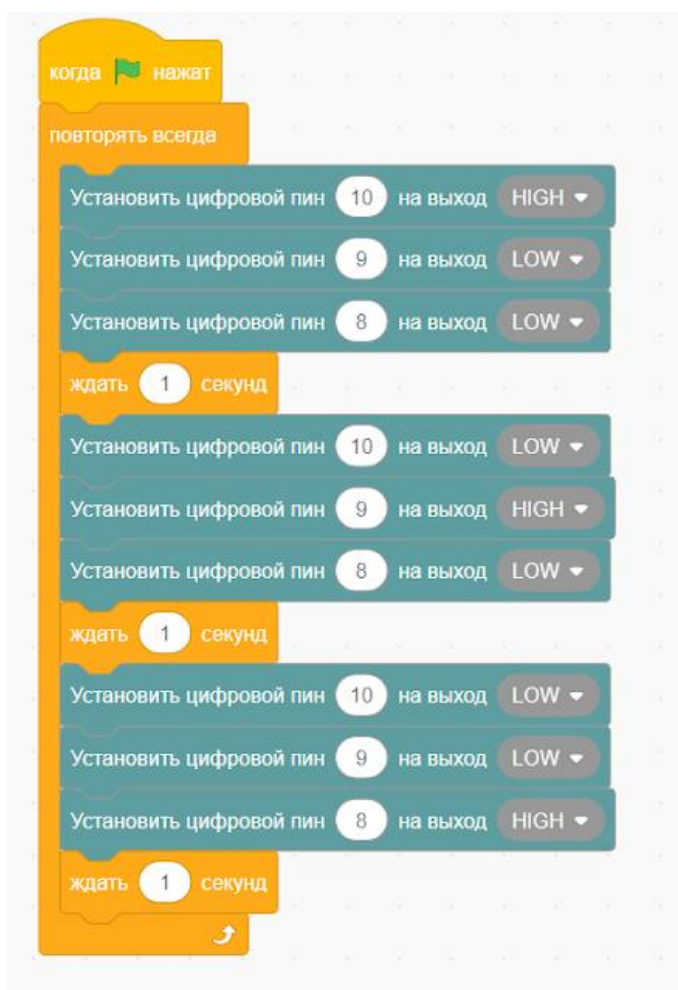 когда нажат
повторять всегда
Установить цифровой пин 10 на выход HIGH
Установить цифровой пин 9 на выход LOW
Установить цифровой пин 8 на выход LOW
ждать 1 секунд
Установить цифровой пин 10 на выход LOW
Установить цифровой пин 9 на выход HIGH
Установить цифровой пин 8 на выход LOW
ждать 1 секунд
Установить цифровой пин 10 на выход LOW
Установить цифровой пин 9 на выход LOW
Установить цифровой пин 8 на выход HIGH
ждать 1 секунд